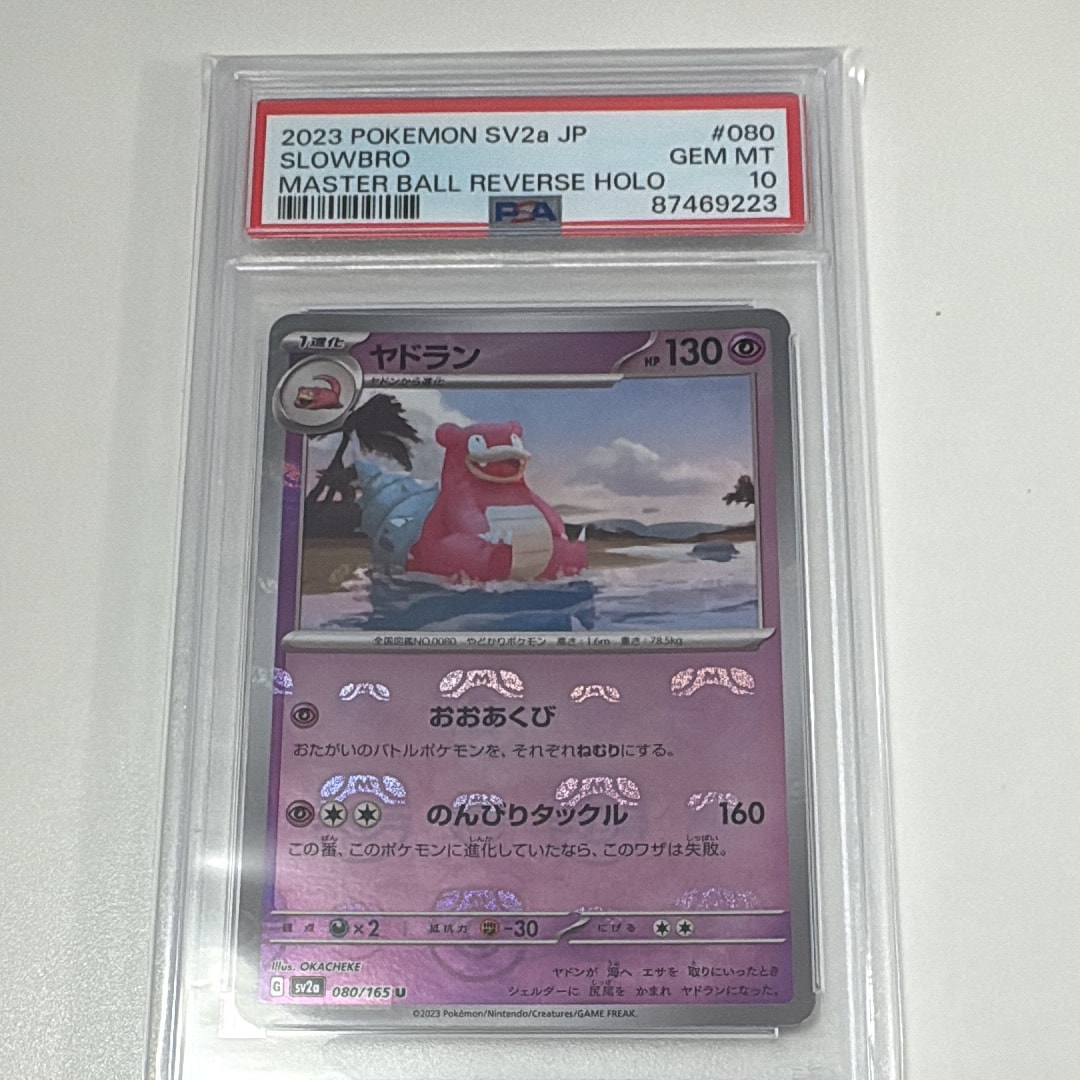 2023 POKEMON SV2a JP #080
SLOWBRO GEM MT
MASTER BALL REVERSE HOLO 10
PSA 87469223
1進化 ヤドラン HP 130
ヤドンから進化
全国図鑑NO.0080 やどかりポケモン 高さ:1.6m 重さ:78.5kg
おおあくび
おたがいのバトルポケモンを、それぞれねむりにする。
のんびりタックル 160
この番、このポケモンに進化していたなら、このワザは失敗。
弱点 ×2 抵抗力 -30 にげる
Illus. OKACHEKE
ヤドンが 海へ エサを 取りにいったとき
G sv2a 080/165 U
シェルダーに 尻尾を かまれ ヤドランになった。
©2023 Pokémon/Nintendo/Creatures/GAME FREAK.